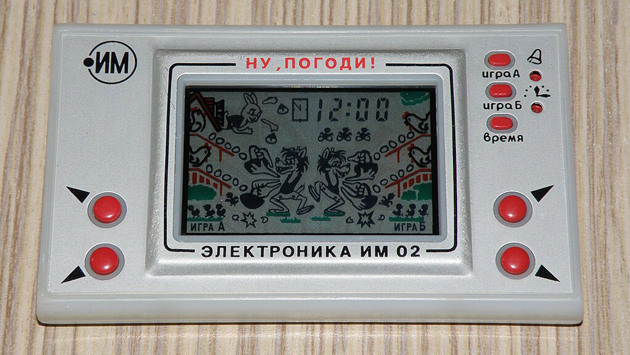 ИМ
НУ, ПОГОДИ!
12:00
игра А
игра Б
время
ИГРА А
ИГРА Б
ЭЛЕКТРОНИКА ИМ 02